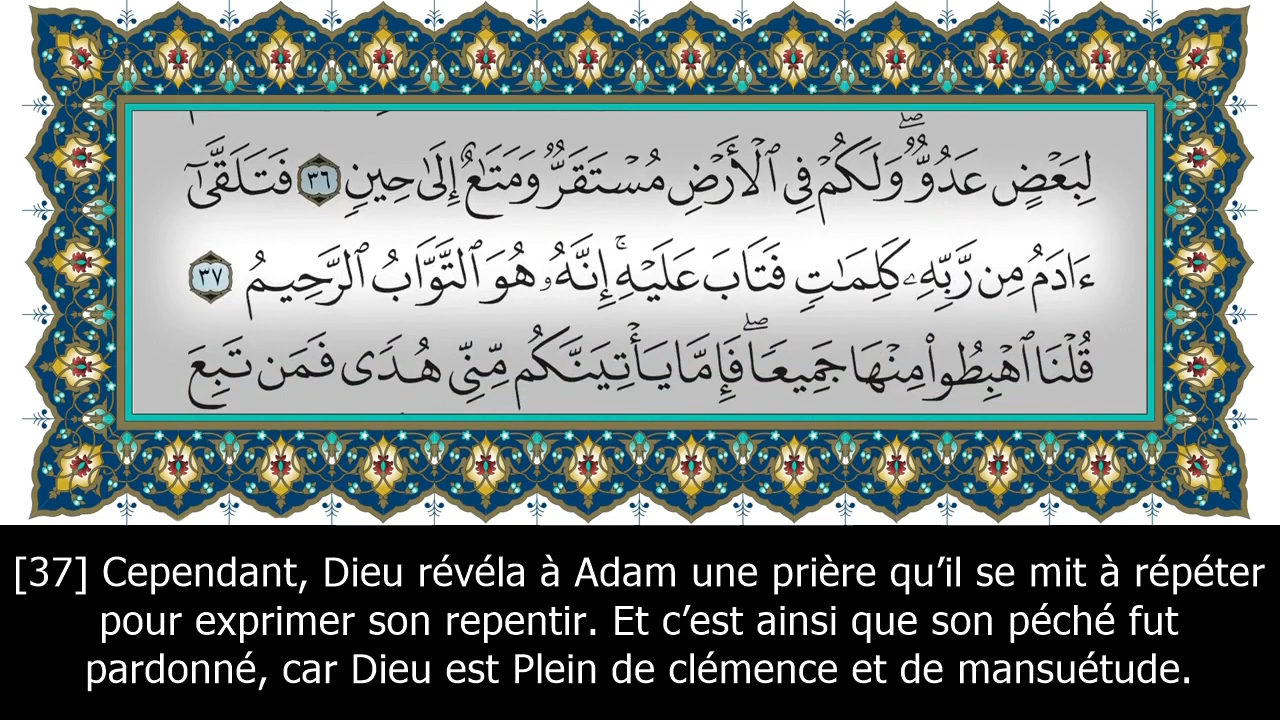 لِبَعْضٍ عَدُوٌّ ۖ وَلَكُمْ فِي ٱلْأَرْضِ مُسْتَقَرٌّ وَمَتَـٰعٌ إِلَىٰ حِينٍ ٣٦ فَتَلَقَّىٰٓ
ءَادَمُ مِن رَّبِّهِۦ كَلِمَـٰتٍ فَتَابَ عَلَيْهِ ۚ إِنَّهُۥ هُوَ ٱلتَّوَّابُ ٱلرَّحِيمُ ٣٧
قُلْنَا ٱهْبِطُوا۟ مِنْهَا جَمِيعًا ۖ فَإِمَّا يَأْتِيَنَّكُم مِّنِّي هُدًى فَمَن تَبِعَ
[37] Cependant, Dieu révéla à Adam une prière qu’il se mit à répéter
pour exprimer son repentir. Et c’est ainsi que son péché fut
pardonné, car Dieu est Plein de clémence et de mansuétude.